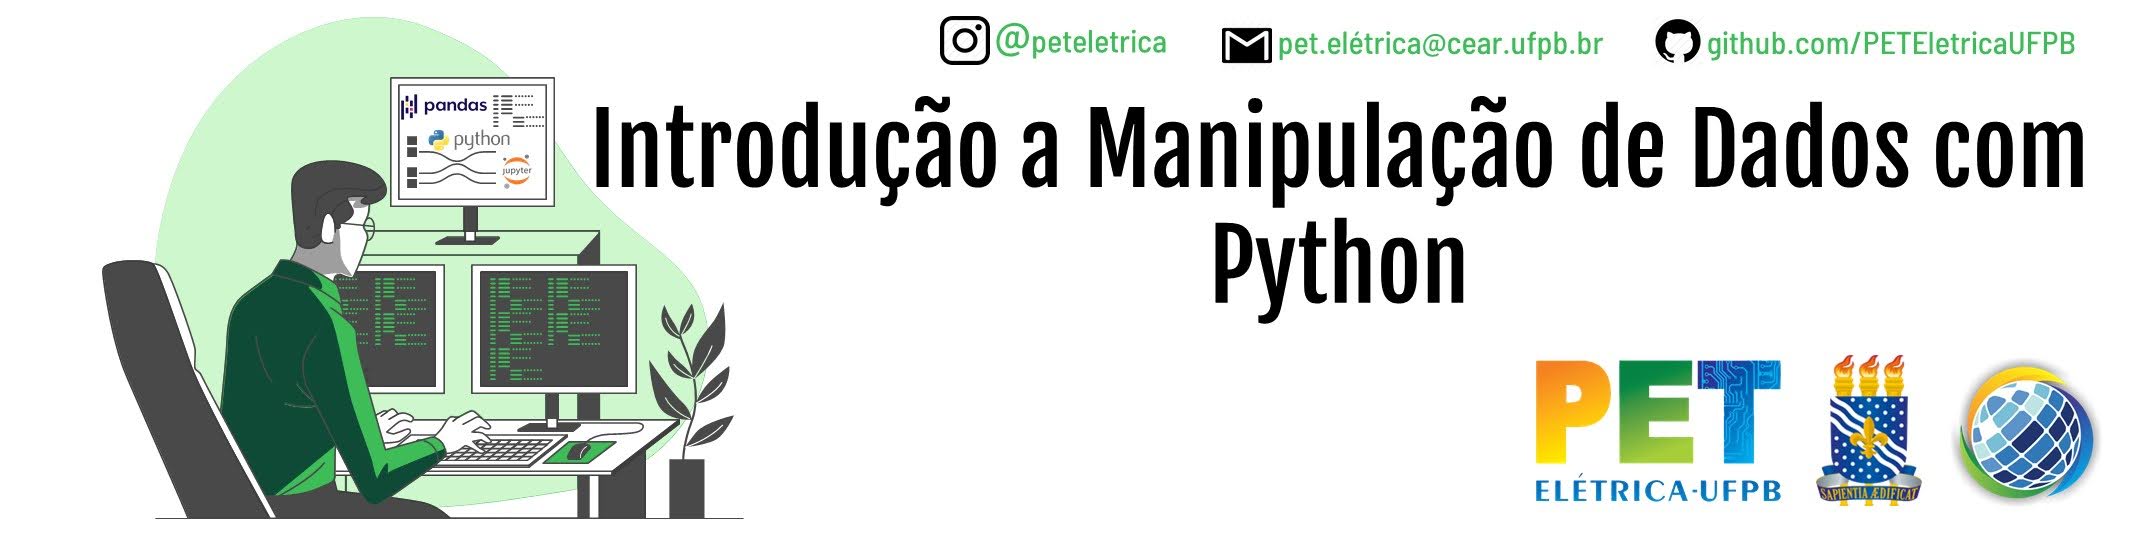 @peteletrica
pet.elétrica@cear.ufpb.br
github.com/PETEletricaUFPB
pandas
python
jupyter
Introdução a Manipulação de Dados com
Python
PET
ELÉTRICA-UFPB
SAPIENTIA ÆDIFICAT